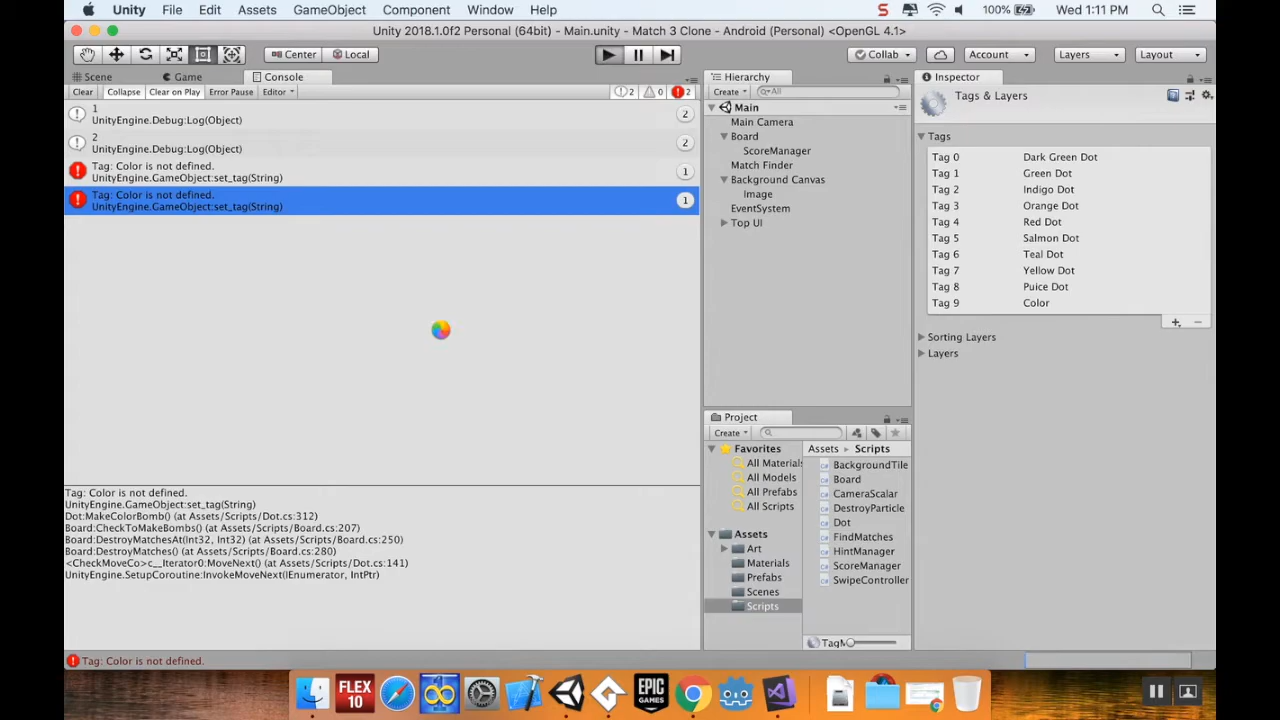 Unity File Edit Assets GameObject Component Window Help 100% Wed 1:11 PM
Unity 2018.1.0f2 Personal (64bit) - Main.unity - Match 3 Clone - Android (Personal) <OpenGL 4.1>
Center Local Collab Account Layers Layout
Scene Game Console Hierarchy Inspector
Clear Collapse Clear on Play Error Pause Editor 2 0 2
Create All
Tags & Layers
Main
1
UnityEngine.Debug:Log(Object)
2
2
UnityEngine.Debug:Log(Object)
2
Tag: Color is not defined.
UnityEngine.GameObject:set_tag(String)
1
Tag: Color is not defined.
UnityEngine.GameObject:set_tag(String)
1
Main Camera
Board
ScoreManager
Match Finder
Background Canvas
Image
EventSystem
Top UI
Tags
Tag 0 Dark Green Dot
Tag 1 Green Dot
Tag 2 Indigo Dot
Tag 3 Orange Dot
Tag 4 Red Dot
Tag 5 Salmon Dot
Tag 6 Teal Dot
Tag 7 Yellow Dot
Tag 8 Puice Dot
Tag 9 Color
Sorting Layers
Layers
Project
Create
Favorites
All Materials
All Models
All Prefabs
All Scripts
Assets
Art
Materials
Prefabs
Scenes
Scripts
Assets Scripts
BackgroundTile
Board
CameraScalar
DestroyParticle
Dot
FindMatches
HintManager
ScoreManager
SwipeController
TagM
Tag: Color is not defined.
UnityEngine.GameObject:set_tag(String)
Dot:MakeColorBomb() (at Assets/Scripts/Dot.cs:312)
Board:CheckToMakeBombs() (at Assets/Scripts/Board.cs:207)
Board:DestroyMatchesAt(Int32, Int32) (at Assets/Scripts/Board.cs:250)
Board:DestroyMatches() (at Assets/Scripts/Board.cs:280)
<CheckMoveCo>c__Iterator0:MoveNext() (at Assets/Scripts/Dot.cs:141)
UnityEngine.SetupCoroutine:InvokeMoveNext(IEnumerator, IntPtr)
Tag: Color is not defined.
FLEX
10
EPIC
GAMES